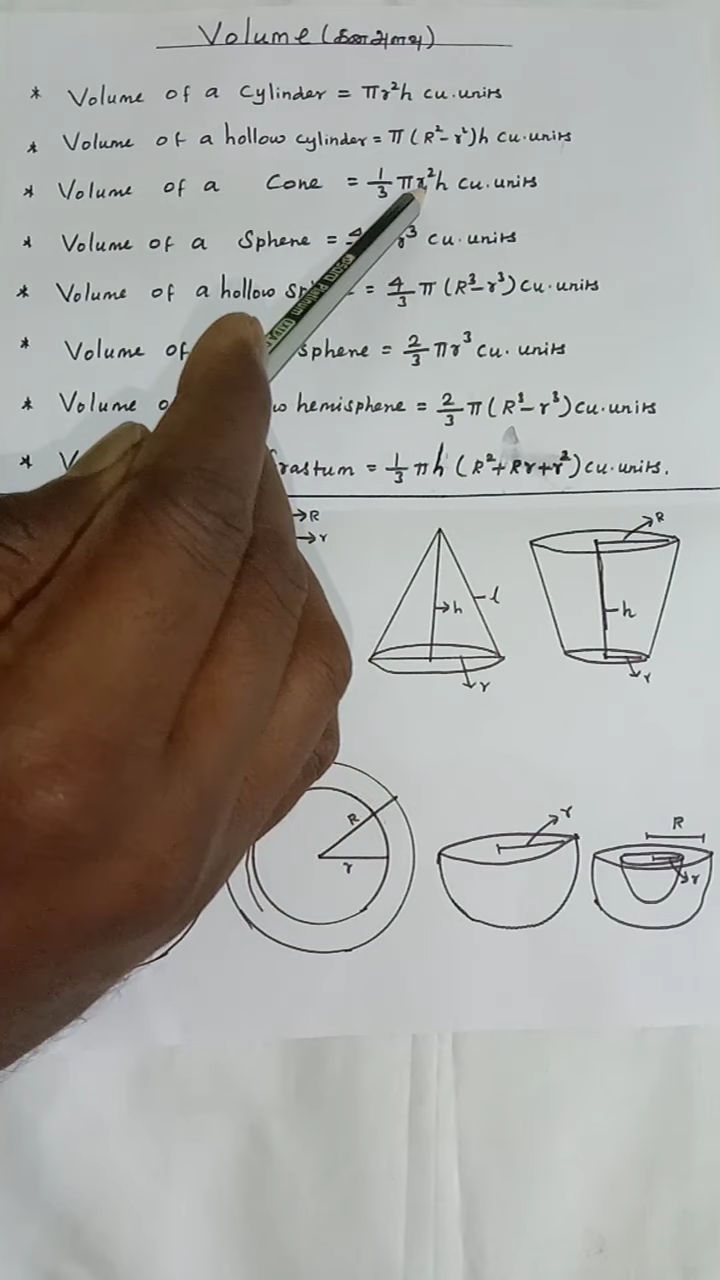 Volume (கனஅளவு)
* Volume of a Cylinder = πr²h cu.units
* Volume of a hollow cylinder = π (R²-r²)h cu.units
* Volume of a Cone = 1/3 πr²h cu.units
* Volume of a Sphere = r³ cu.units
* Volume of a hollow = 4/3 π (R³-r³) cu.units
* Volume of sphere = 2/3 πr³ cu.units
* Volume hemisphere = 2/3 π (R³-r³) cu.units
* = 1/3 πh (R²+Rr+r²) cu.units.
→R
→r
h
l
r
R
h
r
R
r
r
R
r
Platinum